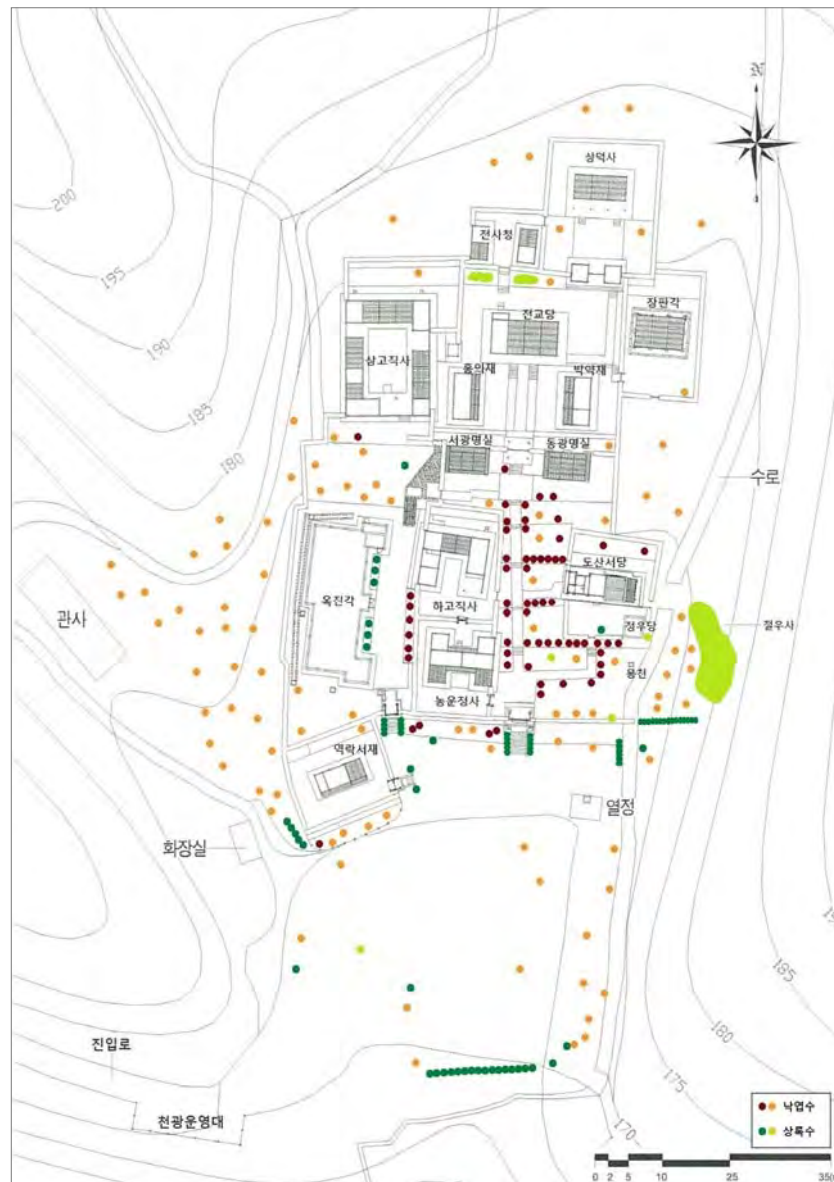 N
200
상덕사
전사청
195
장판각
전교당
190
상고직사
홍의재
박약재
185
서광명실
동광명실
180
수로
도산서당
옥진각
관사
하고직사
정우당
절우사
몽천
농운정사
역락서재
열정
화장실
185
180
진입로
175
천광운영대
낙엽수
상록수
170
0 2 5 10 25 35